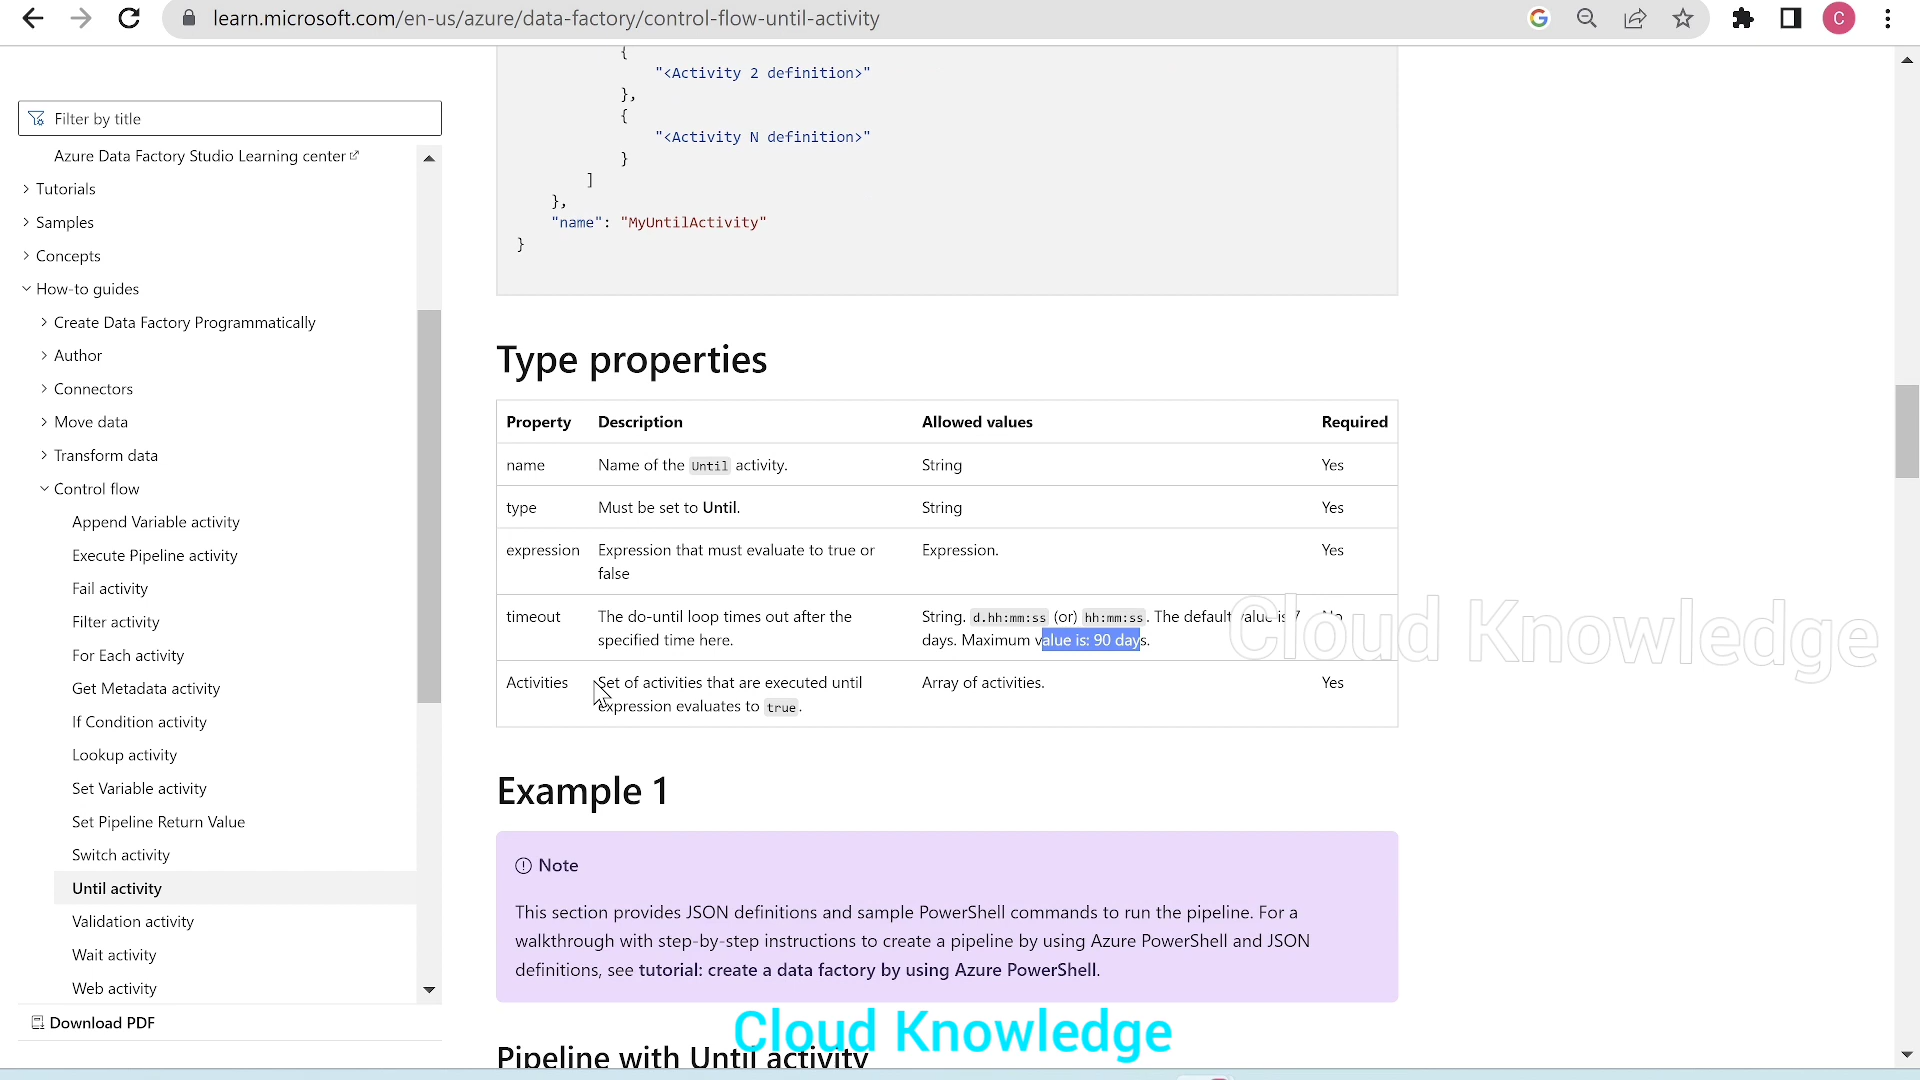 learn.microsoft.com/en-us/azure/data-factory/control-flow-until-activity
C
Filter by title
Azure Data Factory Studio Learning center
Tutorials
Samples
Concepts
How-to guides
Create Data Factory Programmatically
Author
Connectors
Move data
Transform data
Control flow
Append Variable activity
Execute Pipeline activity
Fail activity
Filter activity
For Each activity
Get Metadata activity
If Condition activity
Lookup activity
Set Variable activity
Set Pipeline Return Value
Switch activity
Until activity
Validation activity
Wait activity
Web activity
Download PDF
{
"<Activity 2 definition>"
},
{
"<Activity N definition>"
}
]
},
"name": "MyUntilActivity"
}
Type properties
Property Description Allowed values Required
name Name of the Until activity. String Yes
type Must be set to Until. String Yes
expression Expression that must evaluate to true or Expression. Yes
false
timeout The do-until loop times out after the String. d.hh:mm:ss (or) hh:mm:ss. The default value is 7 No
specified time here. days. Maximum value is: 90 days.
Activities Set of activities that are executed until Array of activities. Yes
expression evaluates to true.
Cloud Knowledge
Example 1
Note
This section provides JSON definitions and sample PowerShell commands to run the pipeline. For a
walkthrough with step-by-step instructions to create a pipeline by using Azure PowerShell and JSON
definitions, see tutorial: create a data factory by using Azure PowerShell.
Cloud Knowledge
Pipeline with Until activity